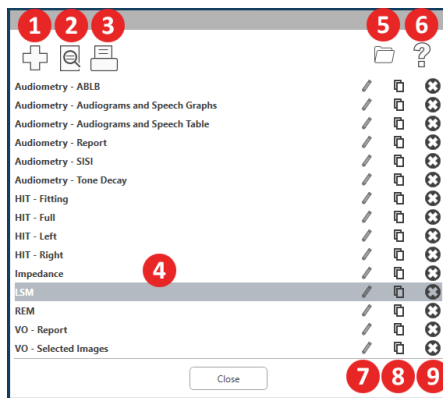 1 2 3 5 6
Audiometry - ABLB
Audiometry - Audiograms and Speech Graphs
Audiometry - Audiograms and Speech Table
Audiometry - Report
Audiometry - SISI
Audiometry - Tone Decay
HIT - Fitting
HIT - Full
HIT - Left
HIT - Right
Impedance 4
LSM
REM
VO - Report
VO - Selected Images
Close 7 8 9